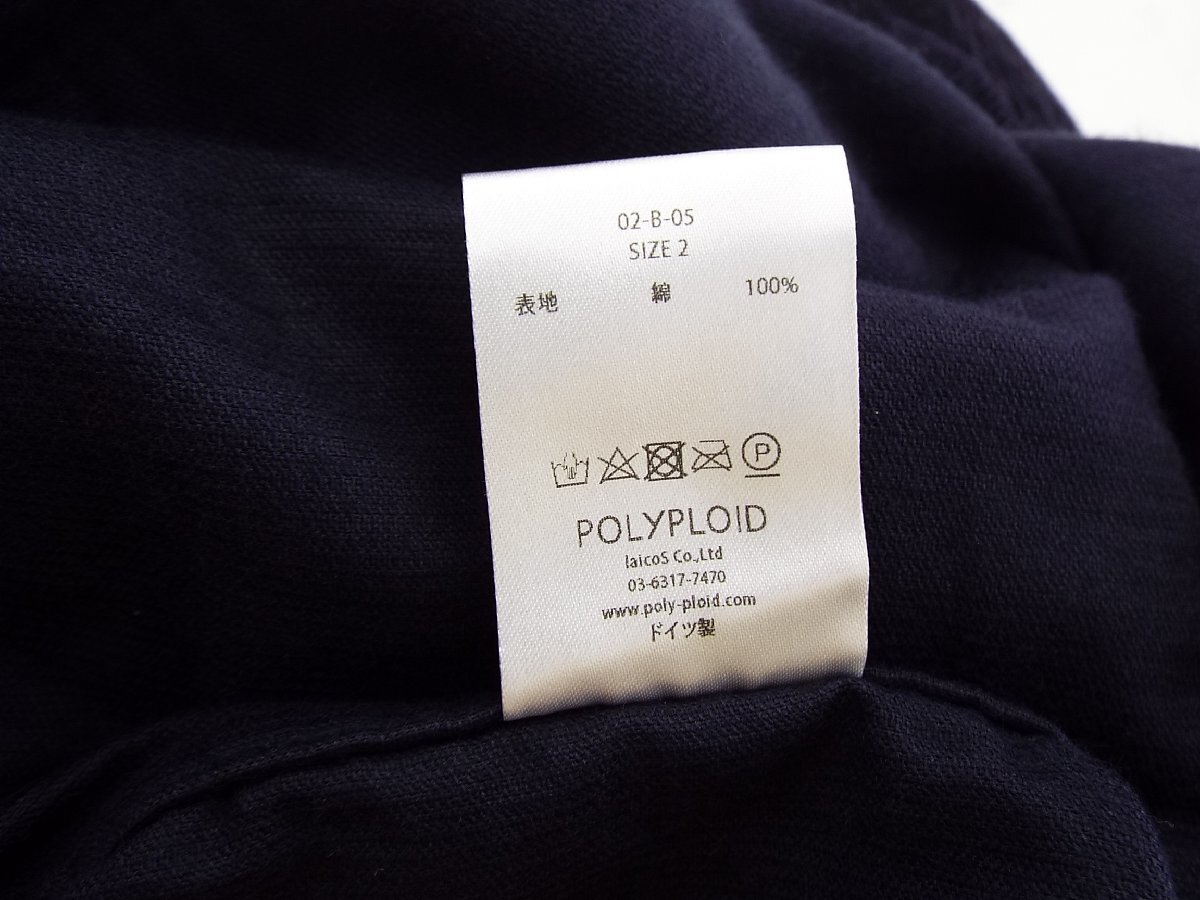 02-B-05
SIZE 2
表地 綿 100%
P
POLYPLOID
laicoS Co.,Ltd
03-6317-7470
www.poly-ploid.com
ドイツ製